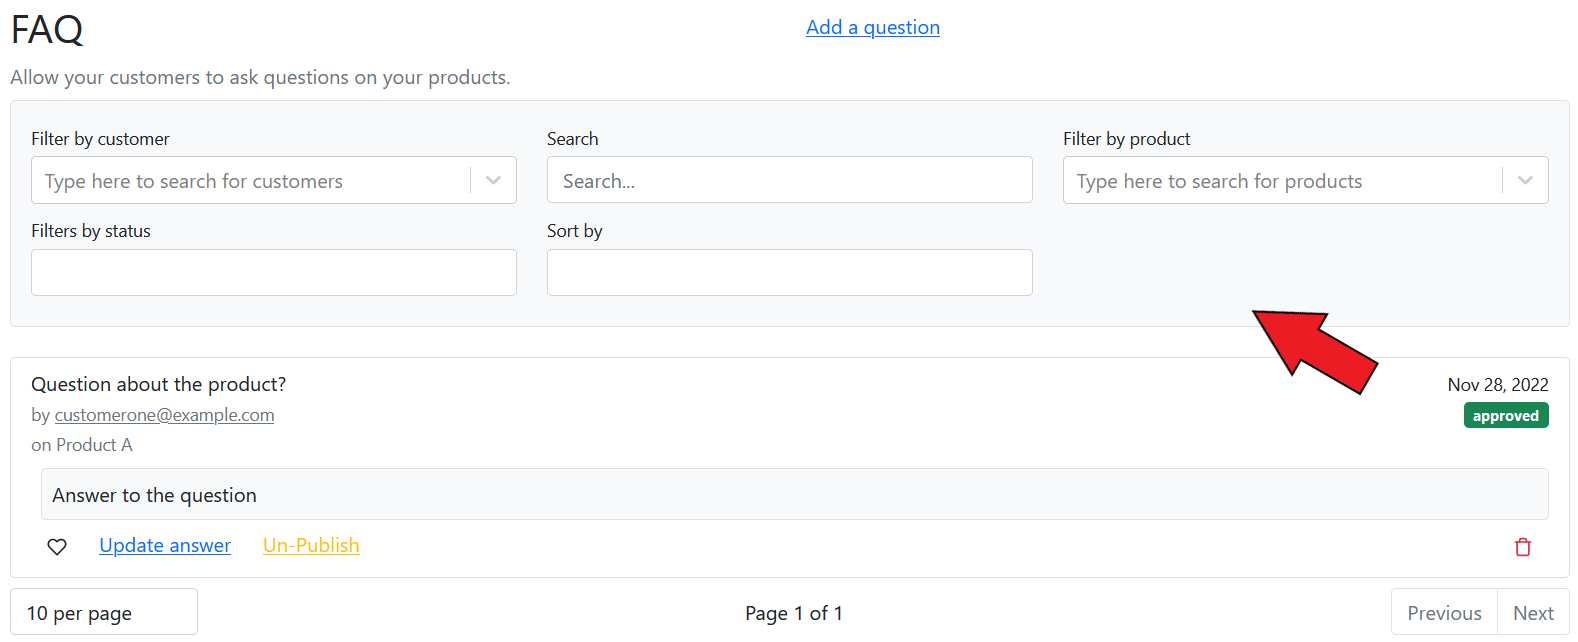 FAQ
Add a question
Allow your customers to ask questions on your products.
Filter by customer
Search
Filter by product
Type here to search for customers
Search...
Type here to search for products
Filters by status
Sort by
Question about the product?
Nov 28, 2022
by customerone@example.com
approved
on Product A
Answer to the question
Update answer
Un-Publish
10 per page
Page 1 of 1
Previous
Next